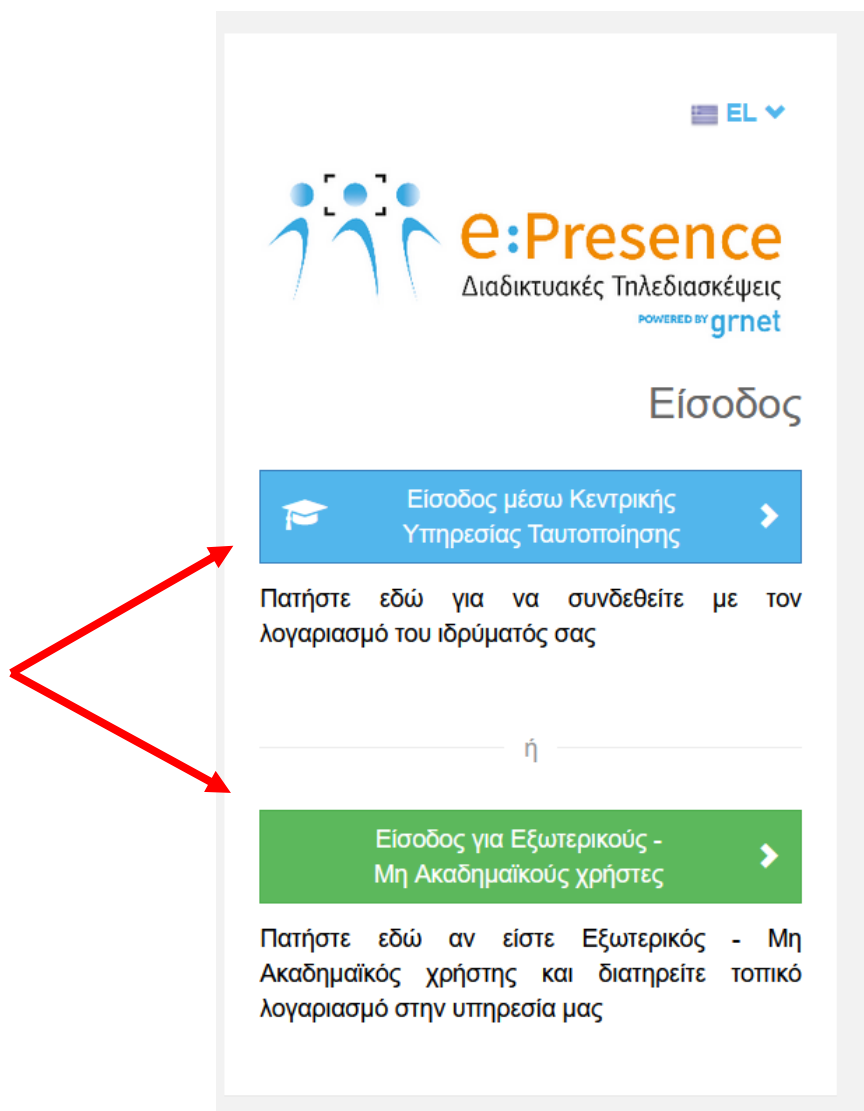 EL
e:Presence
Διαδικτυακές Τηλεδιασκέψεις
POWERED BY grnet
Είσοδος
Είσοδος μέσω Κεντρικής
Υπηρεσίας Ταυτοποίησης
Πατήστε εδώ για να συνδεθείτε με τον
λογαριασμό του ιδρύματός σας
ή
Είσοδος για Εξωτερικούς -
Μη Ακαδημαϊκούς χρήστες
Πατήστε εδώ αν είστε Εξωτερικός - Μη
Ακαδημαϊκός χρήστης και διατηρείτε τοπικό
λογαριασμό στην υπηρεσία μας